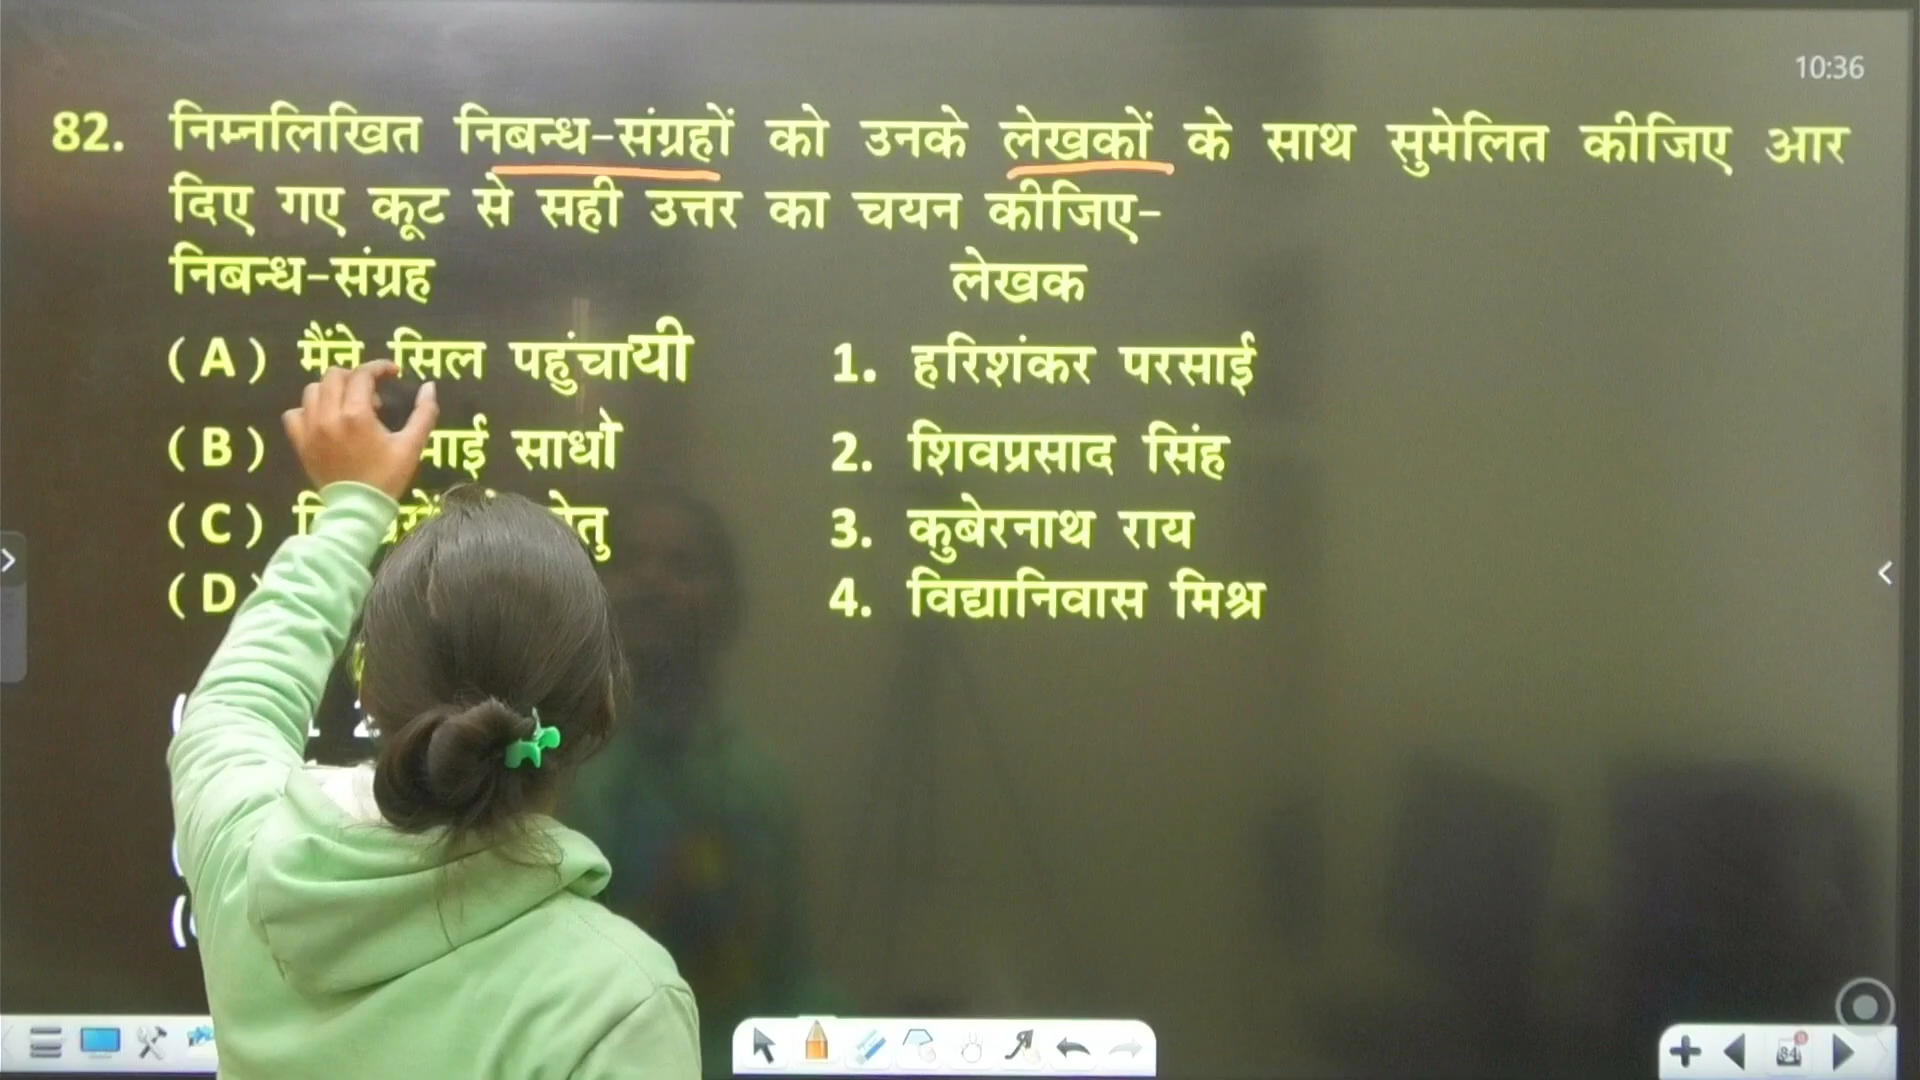 10:36
82. निम्नलिखित निबन्ध-संग्रहों को उनके लेखकों के साथ सुमेलित कीजिए आर
दिए गए कूट से सही उत्तर का चयन कीजिए-
निबन्ध-संग्रह लेखक
(A) मैंने सिल पहुंचायी 1. हरिशंकर परसाई
(B) साधो 2. शिवप्रसाद सिंह
(C) 3. कुबेरनाथ राय
(D) 4. विद्यानिवास मिश्र
84